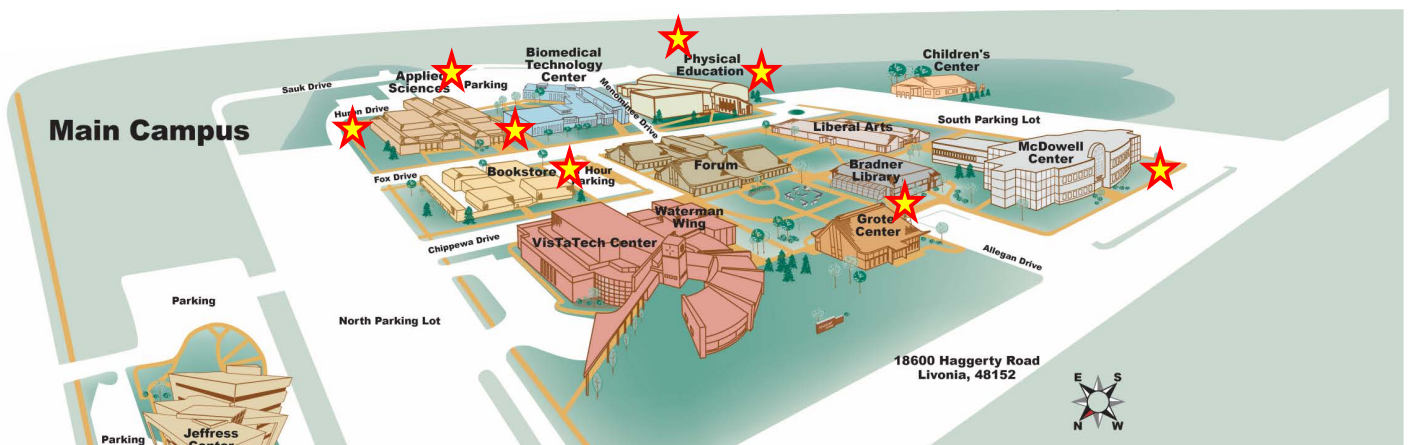 Main Campus
Sauk Drive
Huron Drive
Applied
Sciences
Parking
Biomedical
Technology
Center
Menominee Drive
Physical
Education
Children's
Center
South Parking Lot
Liberal Arts
McDowell
Center
Fox Drive
Bookstore
Hour
Parking
Forum
Bradner
Library
Waterman
Wing
Grote
Center
Chippewa Drive
VisTaTech Center
Allegan Drive
Parking
North Parking Lot
18600 Haggerty Road
Livonia, 48152
E S
N W
Parking
Jeffress
Center